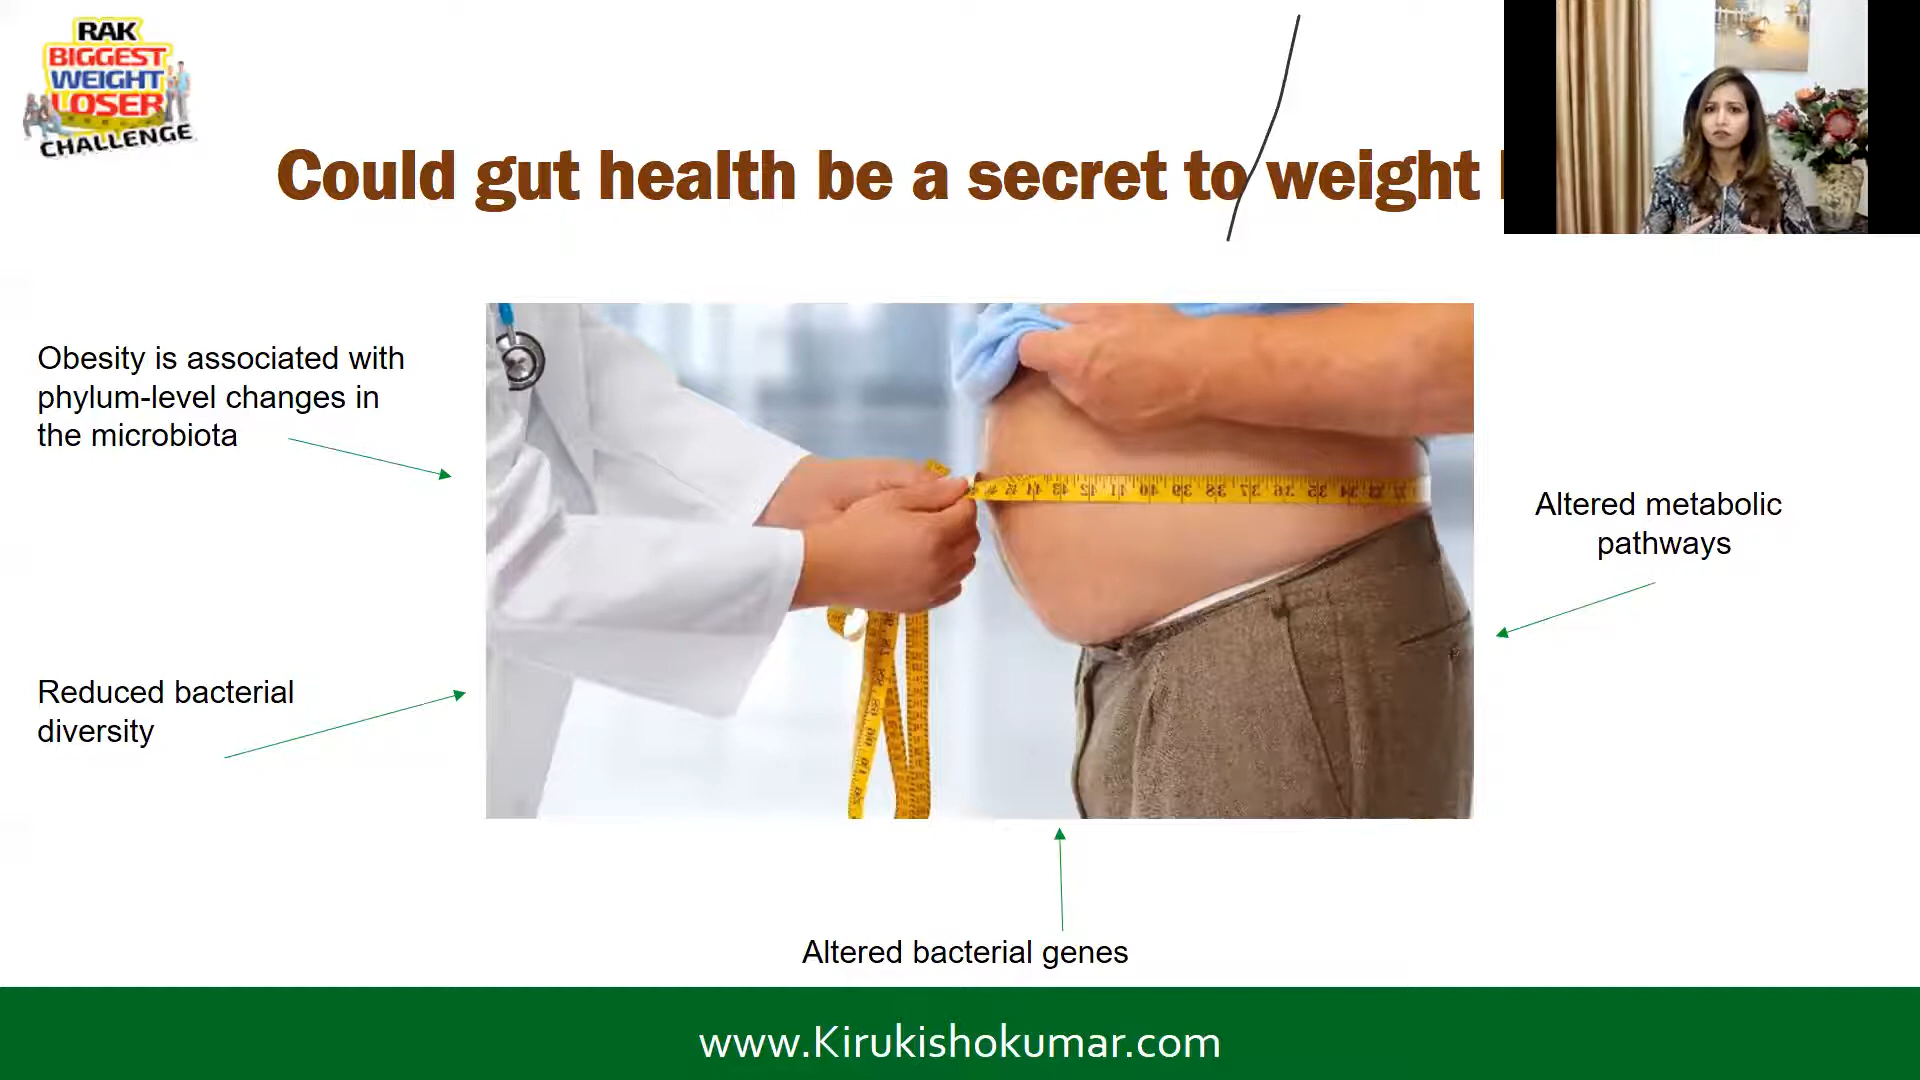 RAK
BIGGEST
WEIGHT
LOSER
CHALLENGE
Could gut health be a secret to weight
Obesity is associated with
phylum-level changes in
the microbiota
Altered metabolic
pathways
Reduced bacterial
diversity
Altered bacterial genes
www.Kirukishokumar.com